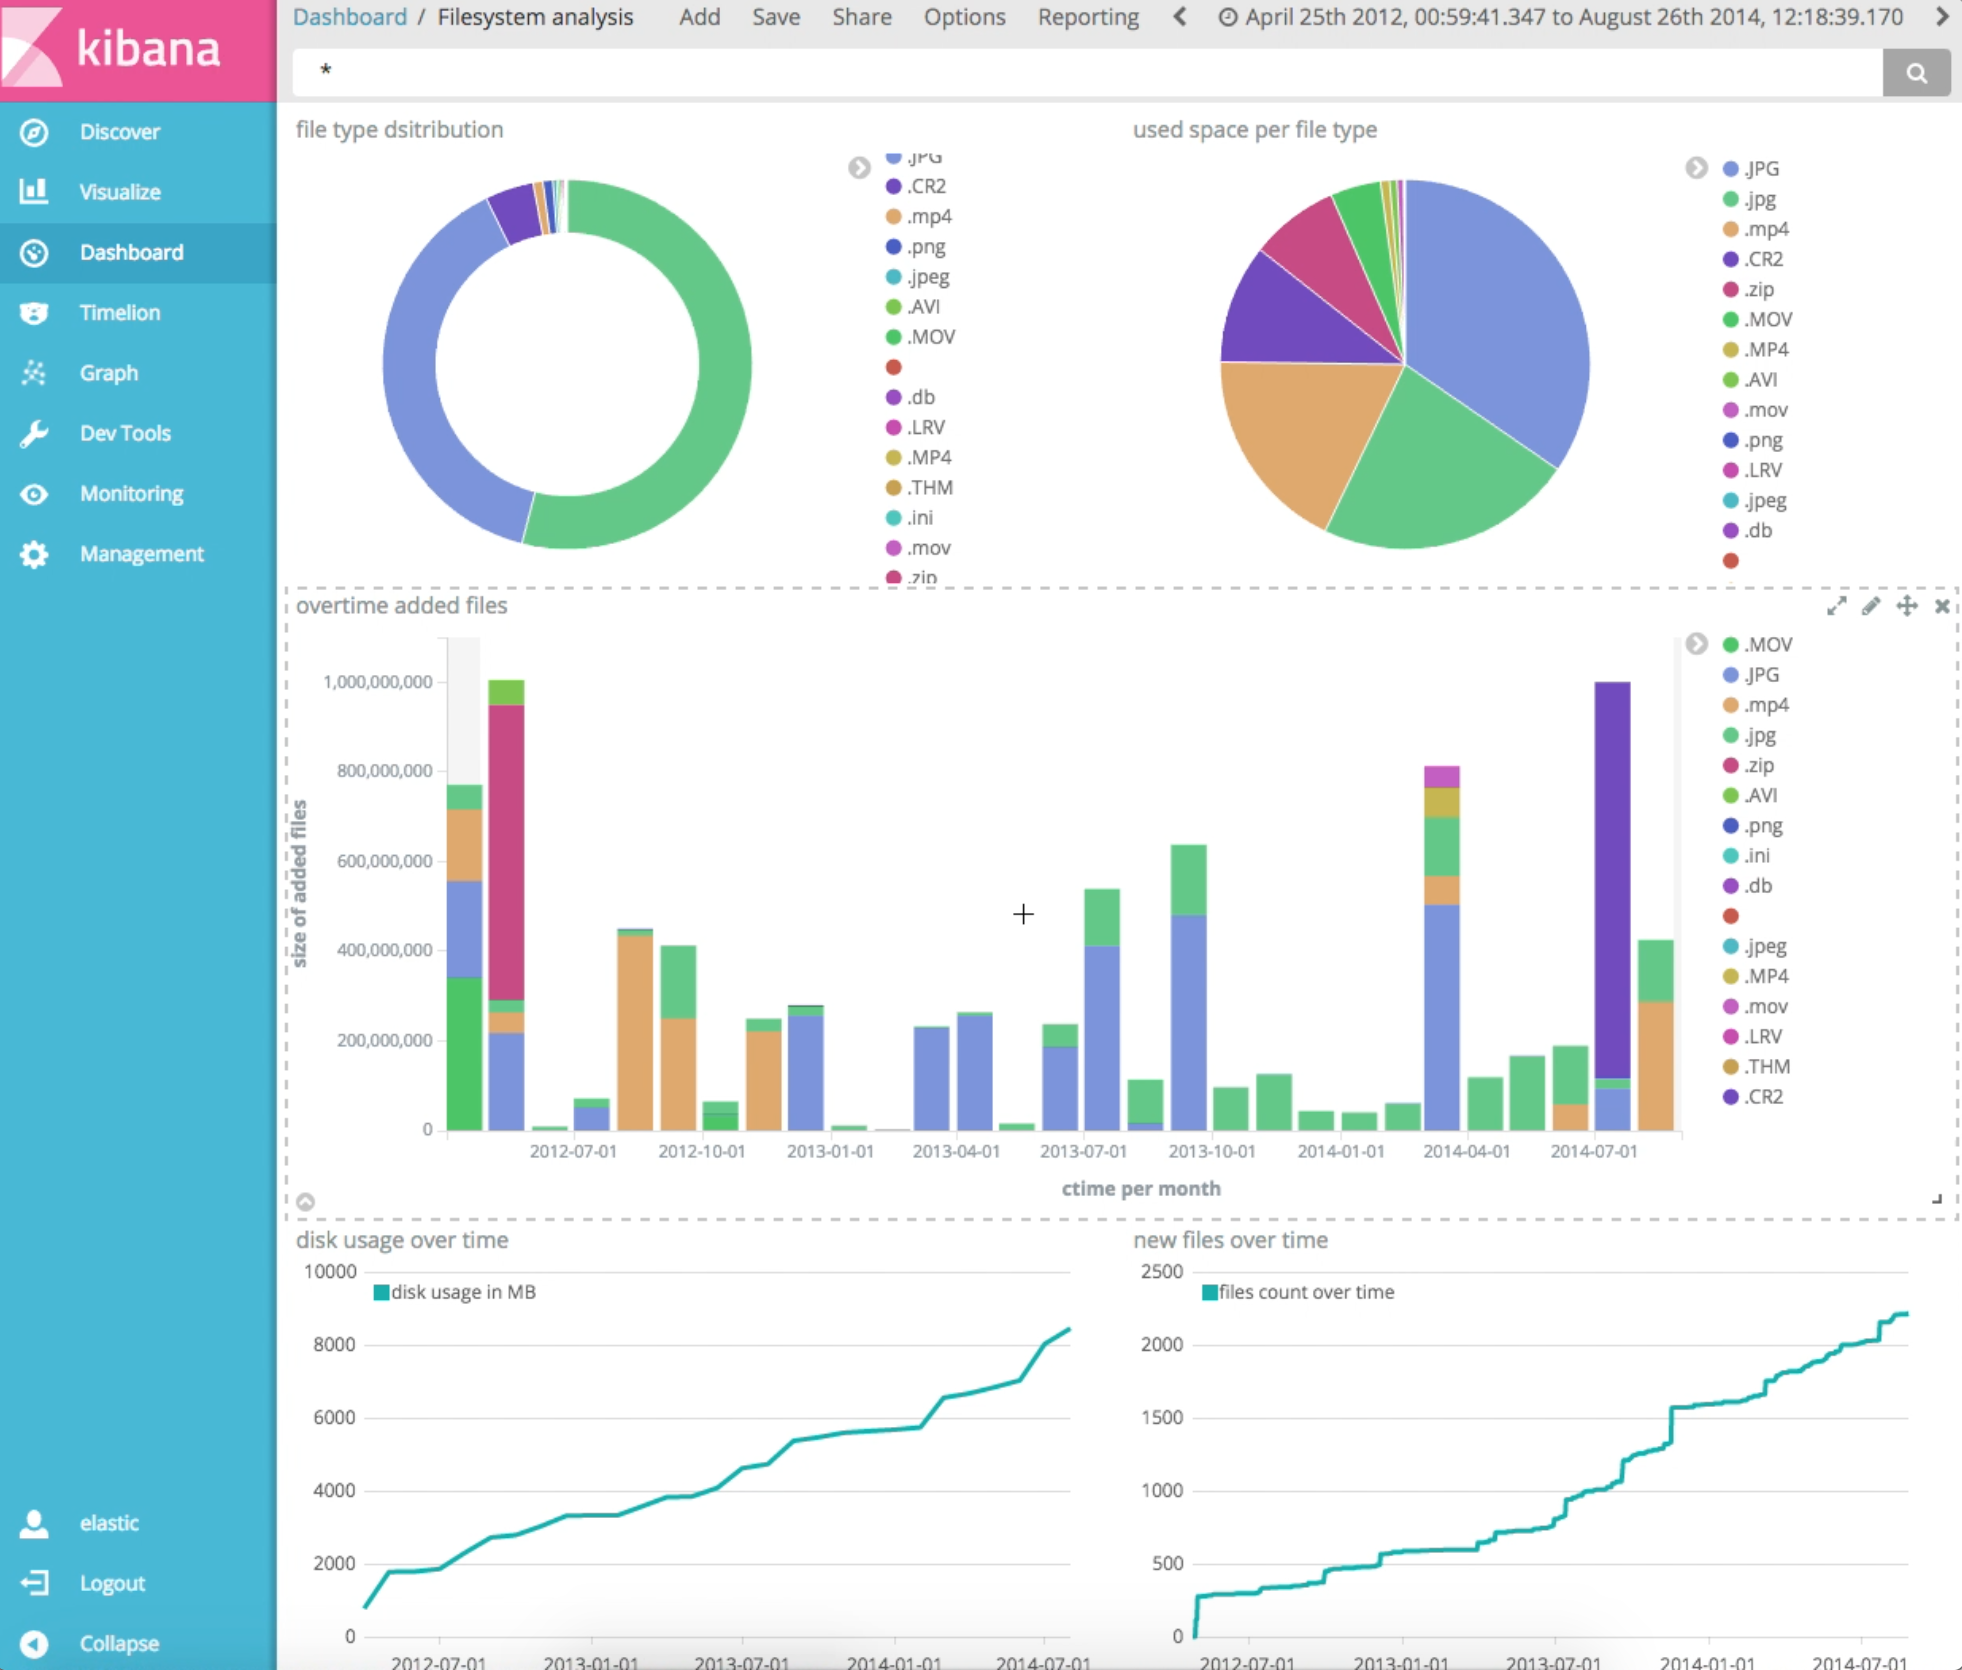 kibana
Discover
Visualize
Dashboard
Timelion
Graph
Dev Tools
Monitoring
Management
elastic
Logout
Collapse
Dashboard / Filesystem analysis Add Save Share Options Reporting April 25th 2012, 00:59:41.347 to August 26th 2014, 12:18:39.170
*
file type dsitribution
.JPG
.CR2
.mp4
.png
.jpeg
.AVI
.MOV
.db
.LRV
.MP4
.THM
.ini
.mov
.zip
used space per file type
.JPG
.jpg
.mp4
.CR2
.zip
.MOV
.MP4
.AVI
.mov
.png
.LRV
.jpeg
.db
overtime added files
size of added files
1,000,000,000
800,000,000
600,000,000
400,000,000
200,000,000
0
2012-07-01 2012-10-01 2013-01-01 2013-04-01 2013-07-01 2013-10-01 2014-01-01 2014-04-01 2014-07-01
ctime per month
.MOV
.JPG
.mp4
.jpg
.zip
.AVI
.png
.ini
.db
.jpeg
.MP4
.mov
.LRV
.THM
.CR2
disk usage over time
disk usage in MB
10000
8000
6000
4000
2000
0
2012-07-01 2013-01-01 2013-07-01 2014-01-01 2014-07-01
new files over time
files count over time
2500
2000
1500
1000
500
0
2012-07-01 2013-01-01 2013-07-01 2014-01-01 2014-07-01